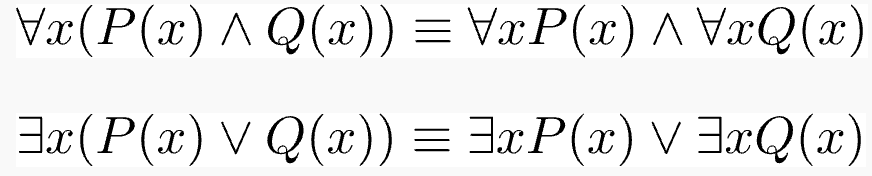 ∀x(P(x) ∧ Q(x)) ≡ ∀xP(x) ∧ ∀xQ(x)
∃x(P(x) ∨ Q(x)) ≡ ∃xP(x) ∨ ∃xQ(x)